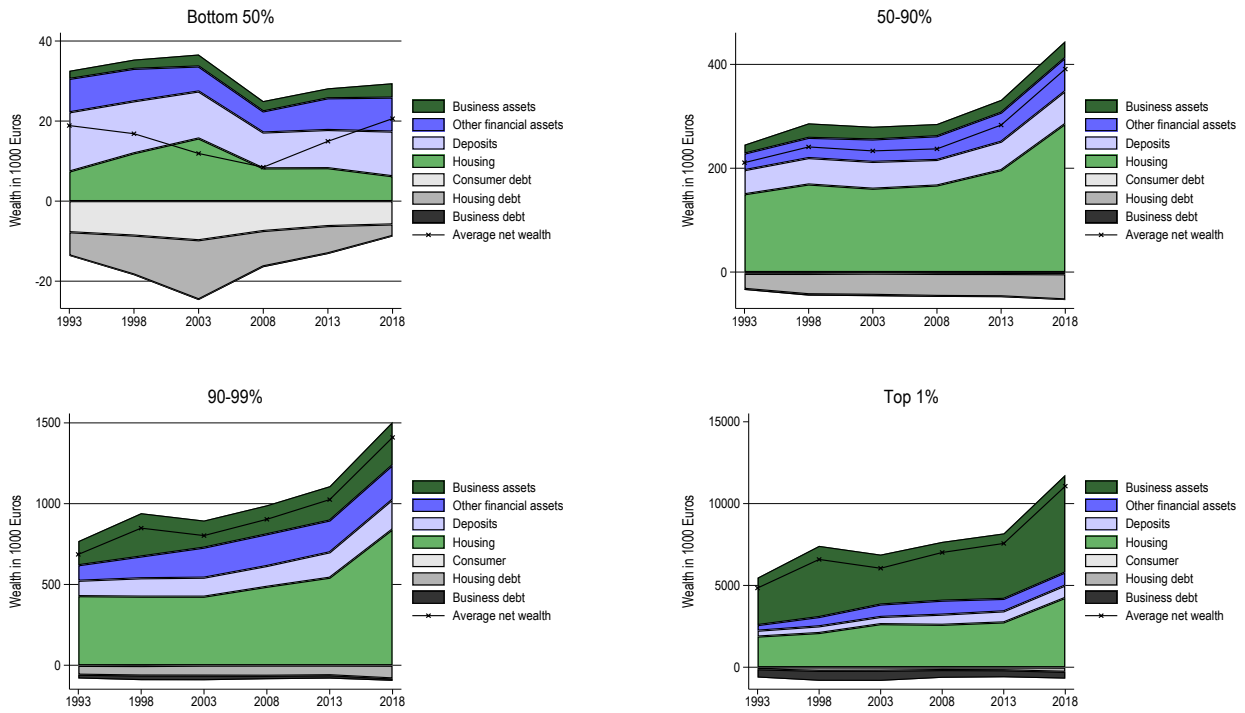 Bottom 50%
Wealth in 1000 Euros
40
20
0
-20
1993 1998 2003 2008 2013 2018
Business assets
Other financial assets
Deposits
Housing
Consumer debt
Housing debt
Business debt
Average net wealth
50-90%
Wealth in 1000 Euros
400
200
0
1993 1998 2003 2008 2013 2018
Business assets
Other financial assets
Deposits
Housing
Consumer debt
Housing debt
Business debt
Average net wealth
90-99%
Wealth in 1000 Euros
1500
1000
500
0
1993 1998 2003 2008 2013 2018
Business assets
Other financial assets
Deposits
Housing
Consumer
Housing debt
Business debt
Average net wealth
Top 1%
Wealth in 1000 Euros
15000
10000
5000
0
1993 1998 2003 2008 2013 2018
Business assets
Other financial assets
Deposits
Housing
Consumer
Housing debt
Business debt
Average net wealth